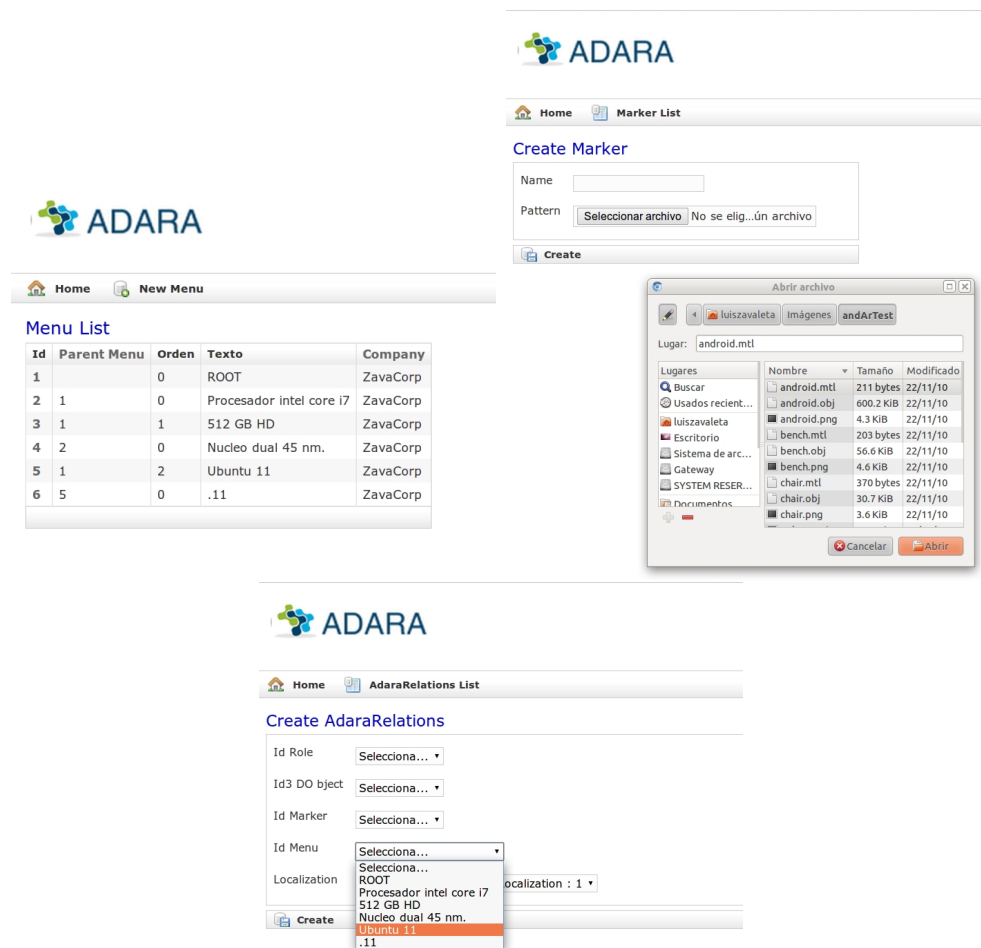 ADARA
Home Marker List
Create Marker
Name
Pattern Seleccionar archivo No se elig...ún archivo
Create
ADARA
Home New Menu
Menu List
Id Parent Menu Orden Texto Company
1 0 ROOT ZavaCorp
2 1 0 Procesador intel core i7 ZavaCorp
3 1 1 512 GB HD ZavaCorp
4 2 0 Nucleo dual 45 nm. ZavaCorp
5 1 2 Ubuntu 11 ZavaCorp
6 5 0 .11 ZavaCorp
Abrir archivo
luiszavaleta Imágenes andArTest
Lugar: android.mtl
Lugares
Buscar
Usados recient...
luiszavaleta
Escritorio
Sistema de arc...
Gateway
SYSTEM RESER...
Documentos
Nombre Tamaño Modificado
android.mtl 211 bytes 22/11/10
android.obj 600.2 KiB 22/11/10
android.png 4.3 KiB 22/11/10
bench.mtl 203 bytes 22/11/10
bench.obj 56.6 KiB 22/11/10
bench.png 4.6 KiB 22/11/10
chair.mtl 370 bytes 22/11/10
chair.obj 30.7 KiB 22/11/10
chair.png 3.6 KiB 22/11/10
Cancelar Abrir
ADARA
Home AdaraRelations List
Create AdaraRelations
Id Role Selecciona...
Id3 DO bject Selecciona...
Id Marker Selecciona...
Id Menu Selecciona...
Selecciona...
ROOT
Procesador intel core i7
512 GB HD
Nucleo dual 45 nm.
Ubuntu 11
.11
Localization ocalization : 1
Create